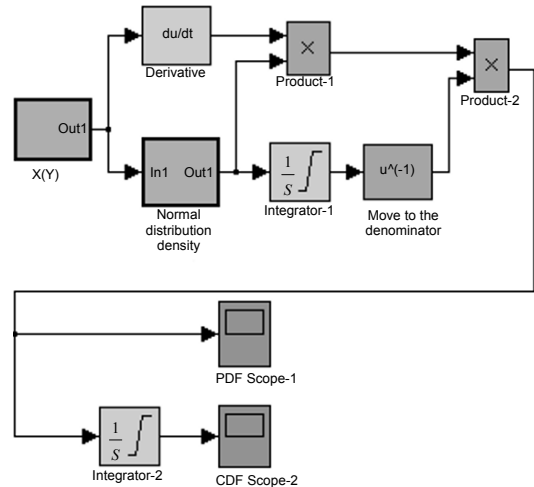 du/dt
Derivative
×
Product-1
×
Product-2
Out1
X(Y)
In1 Out1
Normal
distribution
density
1
S
Integrator-1
u^(-1)
Move to the
denominator
PDF Scope-1
1
S
Integrator-2
CDF Scope-2